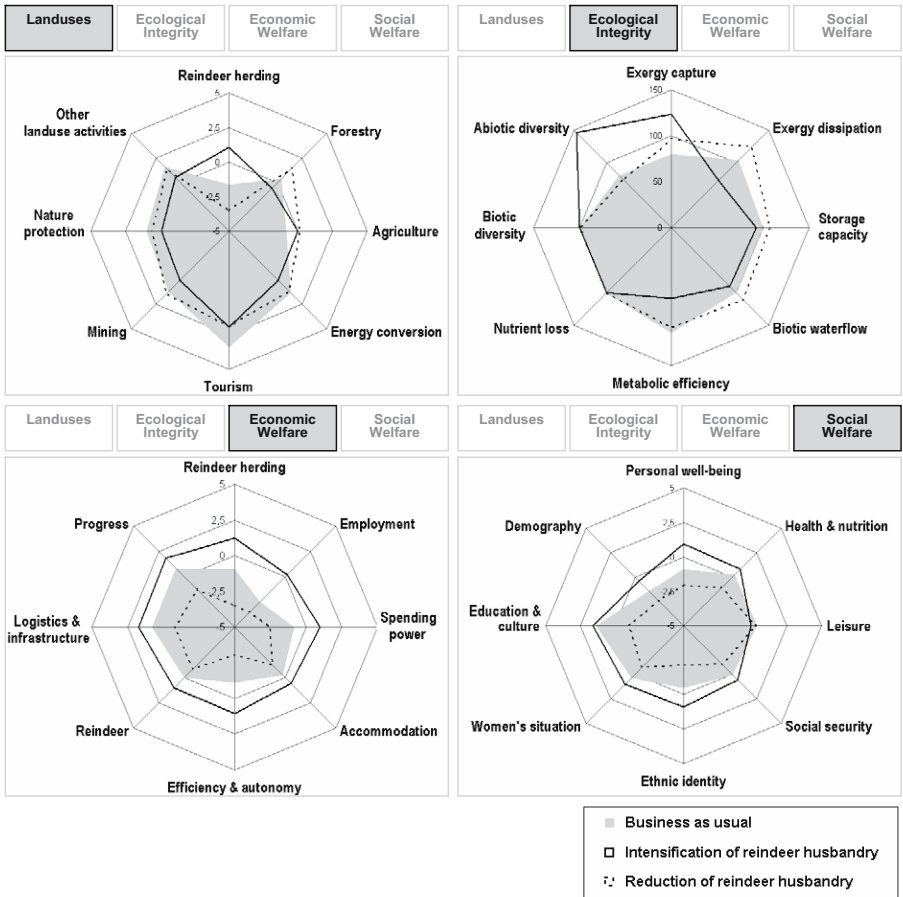 Landuses
Ecological
Integrity
Economic
Welfare
Social
Welfare
Reindeer herding
5
2,5
0
-2,5
-5
Forestry
Agriculture
Energy conversion
Tourism
Mining
Nature
protection
Other
landuse activities
Landuses
Ecological
Integrity
Economic
Welfare
Social
Welfare
Exergy capture
150
100
50
0
Exergy dissipation
Storage
capacity
Biotic waterflow
Metabolic efficiency
Nutrient loss
Biotic
diversity
Abiotic diversity
Landuses
Ecological
Integrity
Economic
Welfare
Social
Welfare
Reindeer herding
5
2,5
0
-2,5
-5
Employment
Spending
power
Accommodation
Efficiency & autonomy
Reindeer
Logistics &
infrastructure
Progress
Landuses
Ecological
Integrity
Economic
Welfare
Social
Welfare
Personal well-being
5
2,5
0
-2,5
-5
Health & nutrition
Leisure
Social security
Ethnic identity
Women's situation
Education &
culture
Demography
Business as usual
Intensification of reindeer husbandry
Reduction of reindeer husbandry